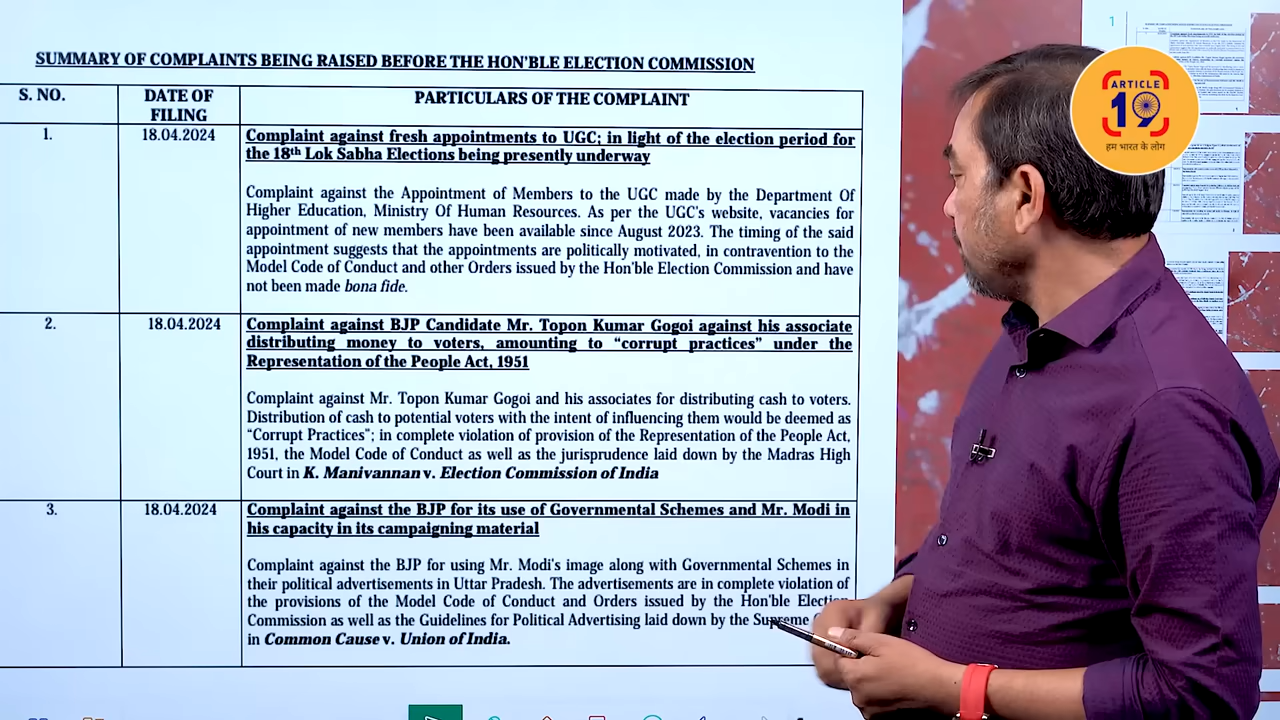 SUMMARY OF COMPLAINTS BEING RAISED BEFORE THE HON'BLE ELECTION COMMISSION
S. NO.
DATE OF
FILING
PARTICULASS OF THE COMPLAINT
1.
18.04.2024
Complaint against fresh appointments to UGC; in light of the election period for
the 18th Lok Sabha Elections being presently underway
Complaint against the Appointment of Members in the UGC made by the Department Of
Higher Education, Ministry Of Human Resources. As per the UGC's website, vacancies for
appointment of new members have been available since August 2023. The timing of the said
appointment suggests that the appointments are politically motivated, in contravention to the
Model Code of Conduct and other Orders issued by the Hon'ble Election Commission and have
not been made bona fide.
2.
18.04.2024
Complaint against BJP Candidate Mr. Topon Kumar Gogoi against his associate
distributing money to voters, amounting to “corrupt practices” under the
Representation of the People Act, 1951
Complaint against Mr. Topon Kumar Gogoi and his associates for distributing cash to voters.
Distribution of cash to potential voters with the intent of influencing them would be deemed as
“Corrupt Practices”; in complete violation of provision of the Representation of the People Act,
1951, the Model Code of Conduct as well as the jurisprudence laid down by the Madras High
Court in K. Manivannan v. Election Commission of India
3.
18.04.2024
Complaint against the BJP for its use of Governmental Schemes and Mr. Modi in
his capacity in its campaigning material
Complaint against the BJP for using Mr. Modi's image along with Governmental Schemes in
their political advertisements in Uttar Pradesh. The advertisements are in complete violation of
the provisions of the Model Code of Conduct and Orders issued by the Hon'ble Election
Commission as well as the Guidelines for Political Advertising laid down by the Supreme
in Common Cause v. Union of India.
1
ARTICLE
19
हम भारत के लोग